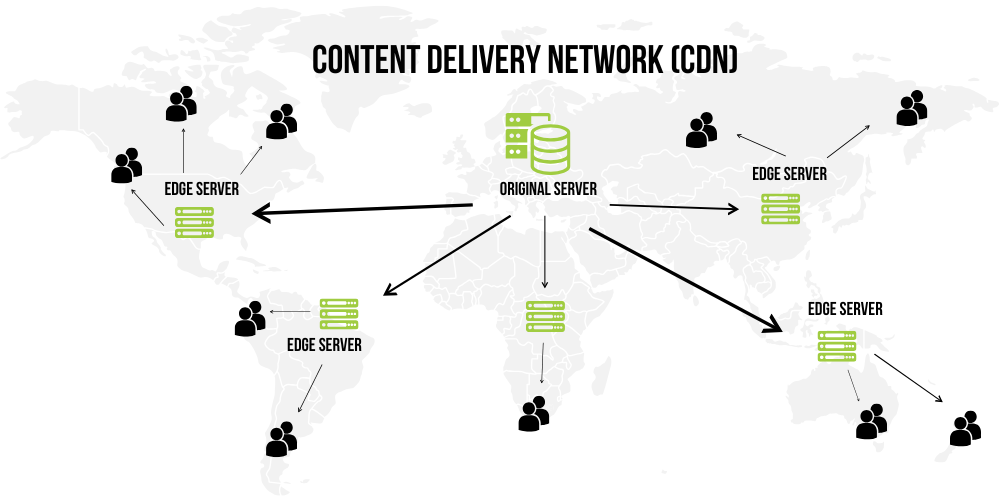 CONTENT DELIVERY NETWORK (CDN)
EDGE SERVER
ORIGINAL SERVER
EDGE SERVER
EDGE SERVER
EDGE SERVER